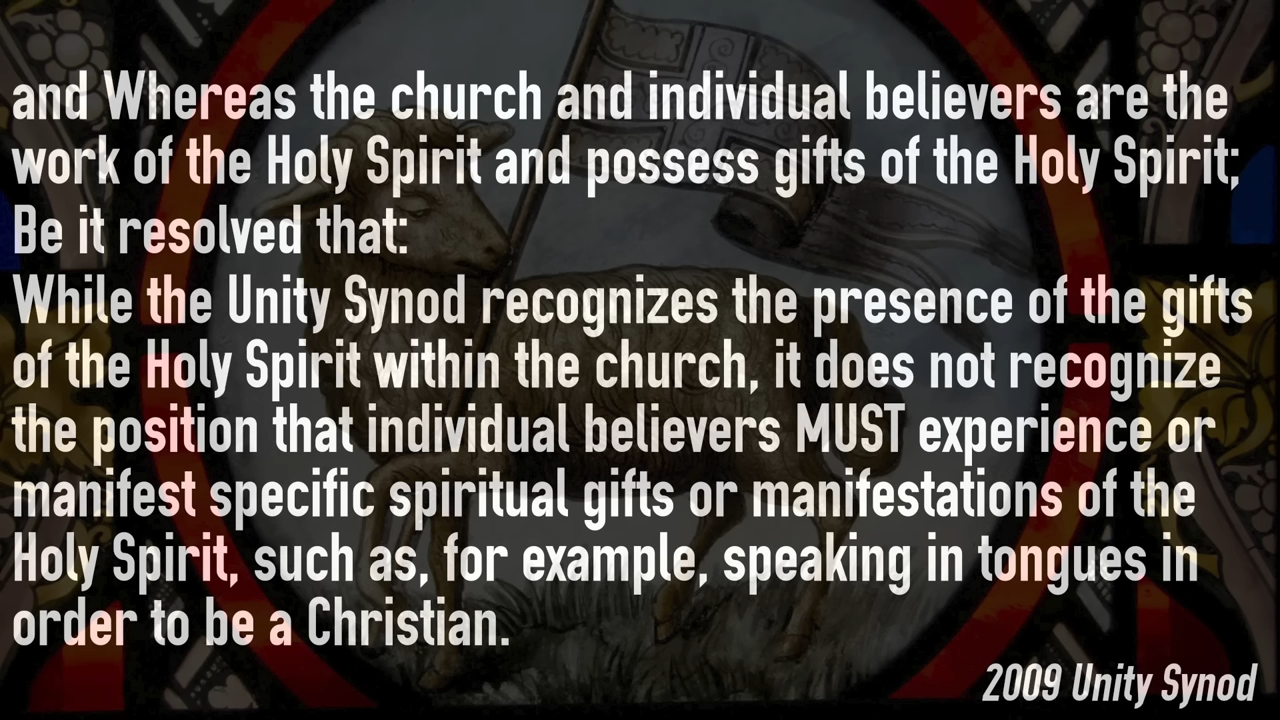 and Whereas the church and individual believers are the
work of the Holy Spirit and possess gifts of the Holy Spirit;
Be it resolved that:
While the Unity Synod recognizes the presence of the gifts
of the Holy Spirit within the church, it does not recognize
the position that individual believers MUST experience or
manifest specific spiritual gifts or manifestations of the
Holy Spirit, such as, for example, speaking in tongues in
order to be a Christian.
2009 Unity Synod